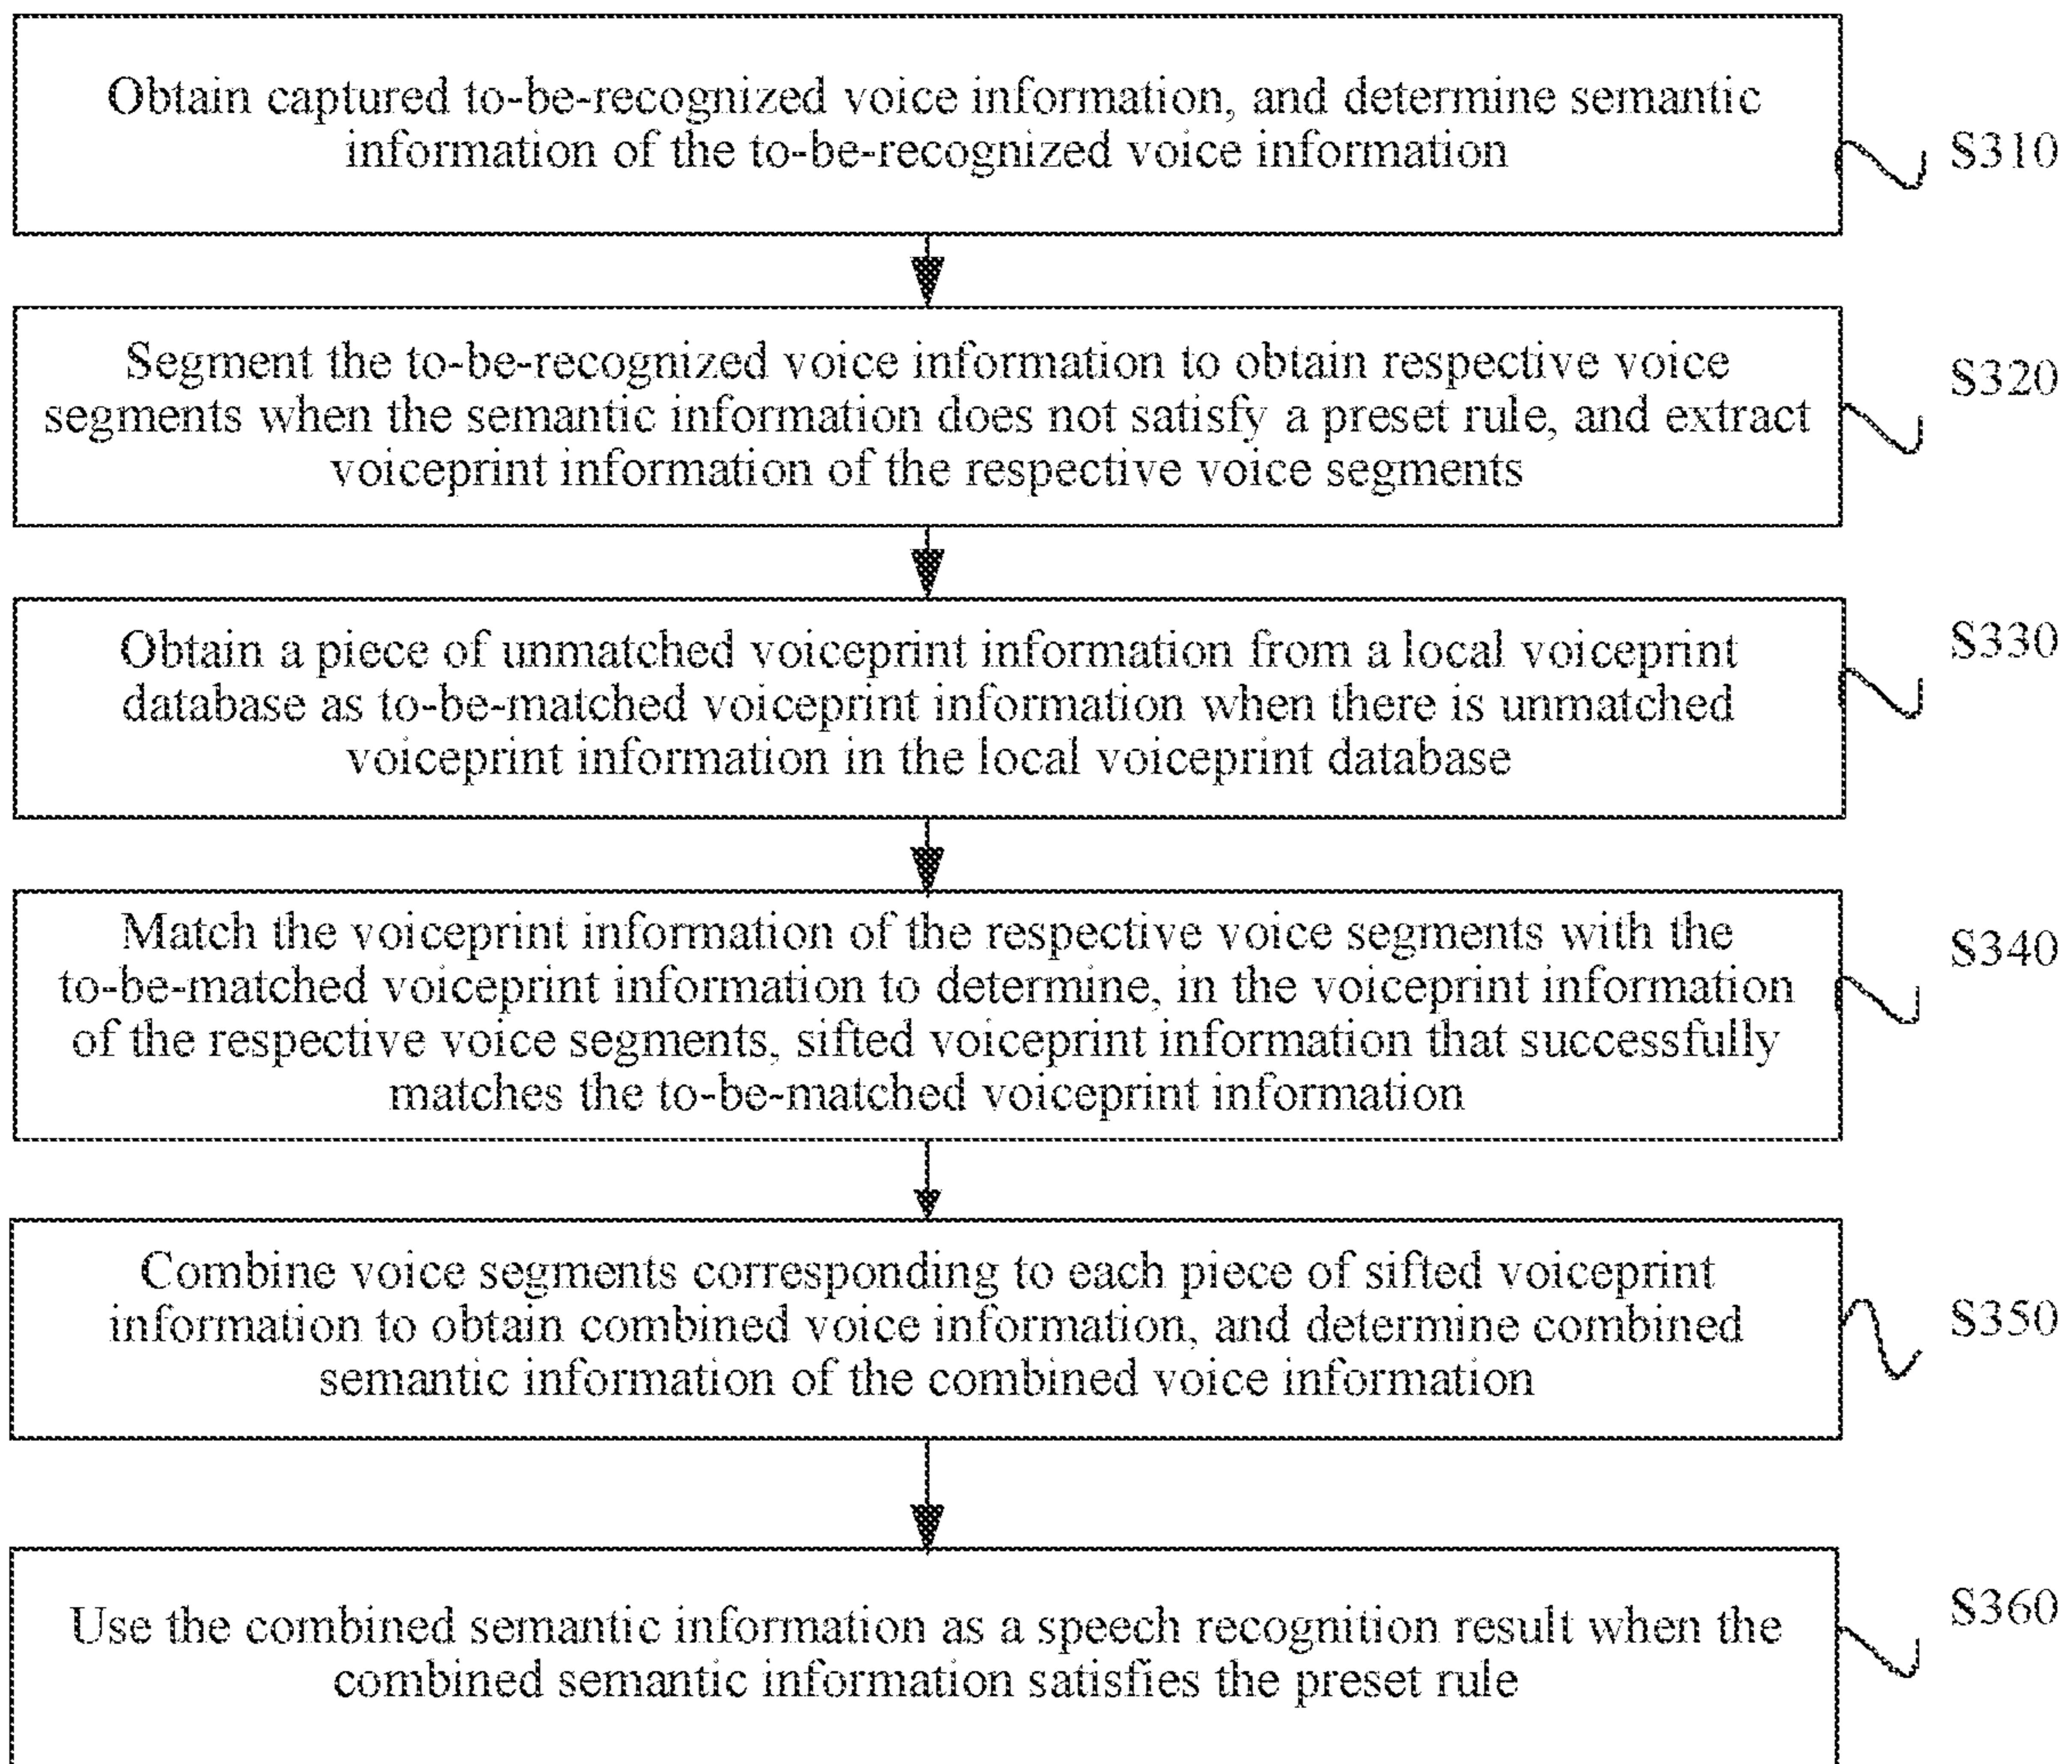 Obtain captured to-be-recognized voice information, and determine semantic
information of the to-be-recognized voice information
S310
Segment the to-be-recognized voice information to obtain respective voice
segments when the semantic information does not satisfy a preset rule, and extract
voiceprint information of the respective voice segments
S320
Obtain a piece of unmatched voiceprint information from a local voiceprint
database as to-be-matched voiceprint information when there is unmatched
voiceprint information in the local voiceprint database
S330
Match the voiceprint information of the respective voice segments with the
to-be-matched voiceprint information to determine, in the voiceprint information
of the respective voice segments, sifted voiceprint information that successfully
matches the to-be-matched voiceprint information
S340
Combine voice segments corresponding to each piece of sifted voiceprint
information to obtain combined voice information, and determine combined
semantic information of the combined voice information
S350
Use the combined semantic information as a speech recognition result when the
combined semantic information satisfies the preset rule
S360